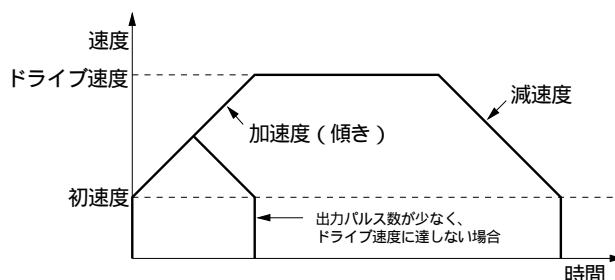 速度
ドライブ速度
減速度
加速度(傾き)
初速度
出力パルス数が少なく、
ドライブ速度に達しない場合
時間